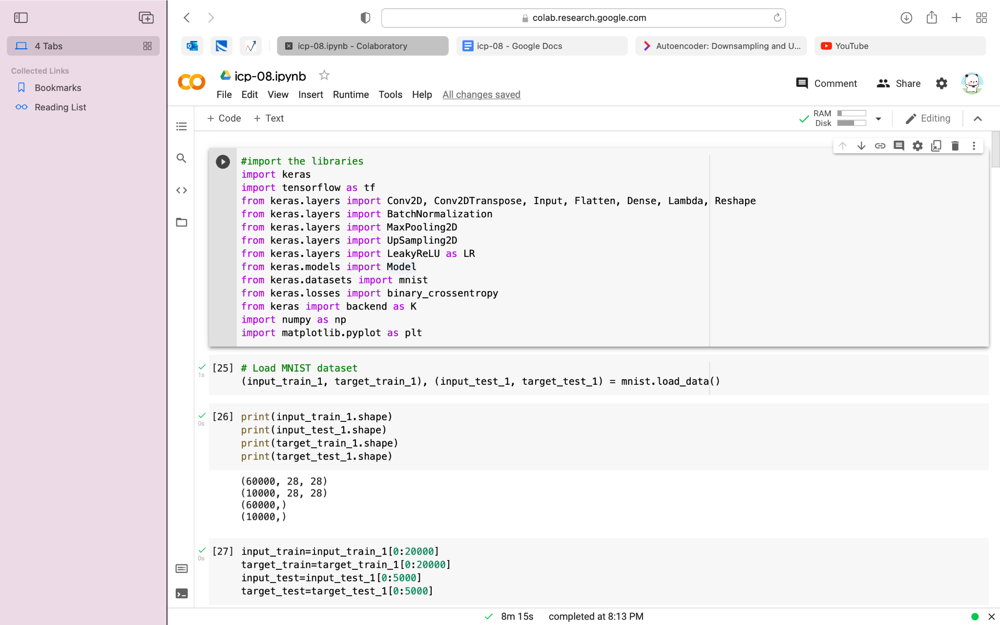 colab.research.google.com
4 Tabs
icp-08.ipynb - Colaboratory
icp-08 - Google Docs
Autoencoder: Downsampling and U...
YouTube
Collected Links
Bookmarks
Reading List
icp-08.ipynb
Comment
Share
File Edit View Insert Runtime Tools Help All changes saved
+ Code + Text
RAM
Disk
Editing
#import the libraries
import keras
import tensorflow as tf
from keras.layers import Conv2D, Conv2DTranspose, Input, Flatten, Dense, Lambda, Reshape
from keras.layers import BatchNormalization
from keras.layers import MaxPooling2D
from keras.layers import UpSampling2D
from keras.layers import LeakyReLU as LR
from keras.models import Model
from keras.datasets import mnist
from keras.losses import binary_crossentropy
from keras import backend as K
import numpy as np
import matplotlib.pyplot as plt
[25] # Load MNIST dataset
1s
(input_train_1, target_train_1), (input_test_1, target_test_1) = mnist.load_data()
[26] print(input_train_1.shape)
0s
print(input_test_1.shape)
print(target_train_1.shape)
print(target_test_1.shape)
(60000, 28, 28)
(10000, 28, 28)
(60000,)
(10000,)
[27] input_train=input_train_1[0:20000]
0s
target_train=target_train_1[0:20000]
input_test=input_test_1[0:5000]
target_test=target_test_1[0:5000]
8m 15s completed at 8:13 PM